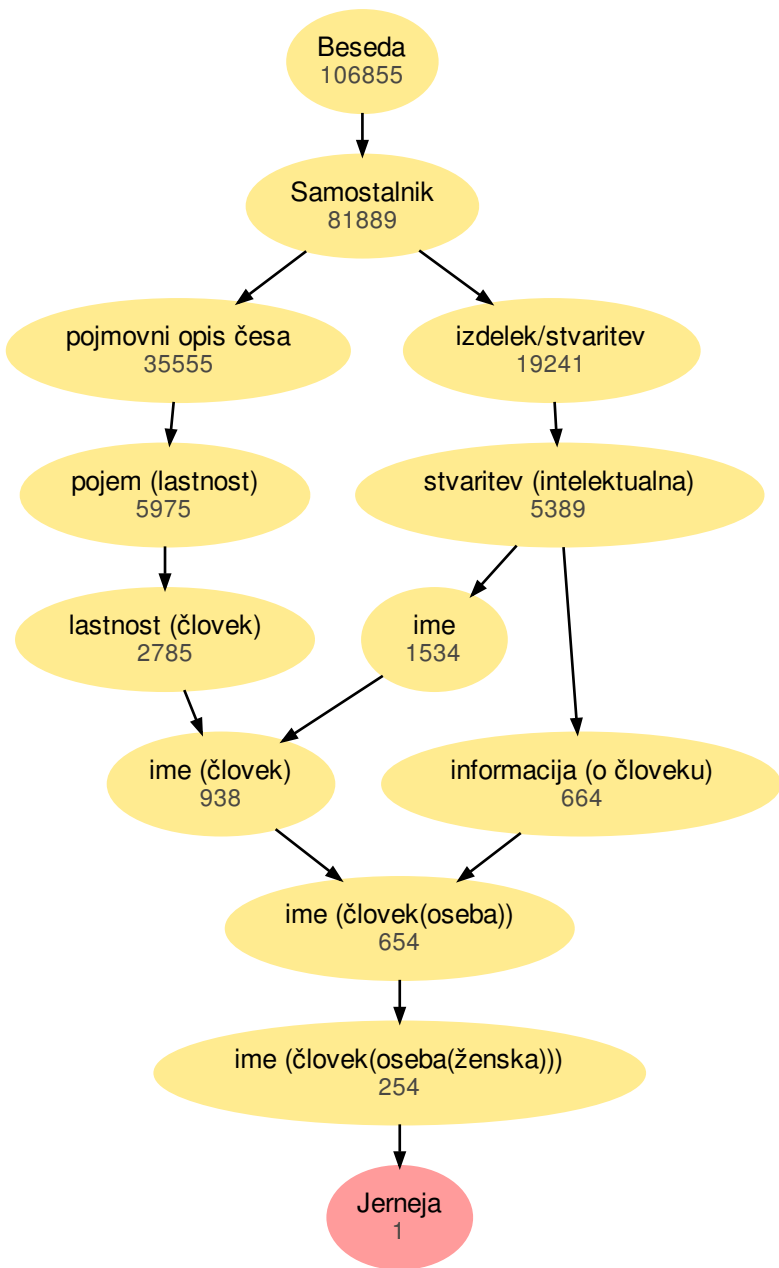 Beseda
106855
Samostalnik
81889
pojmovni opis česa
35555
izdelek/stvaritev
19241
pojem (lastnost)
5975
stvaritev (intelektualna)
5389
lastnost (človek)
2785
ime
1534
ime (človek)
938
informacija (o človeku)
664
ime (človek(oseba))
654
ime (človek(oseba(ženska)))
254
Jerneja
1